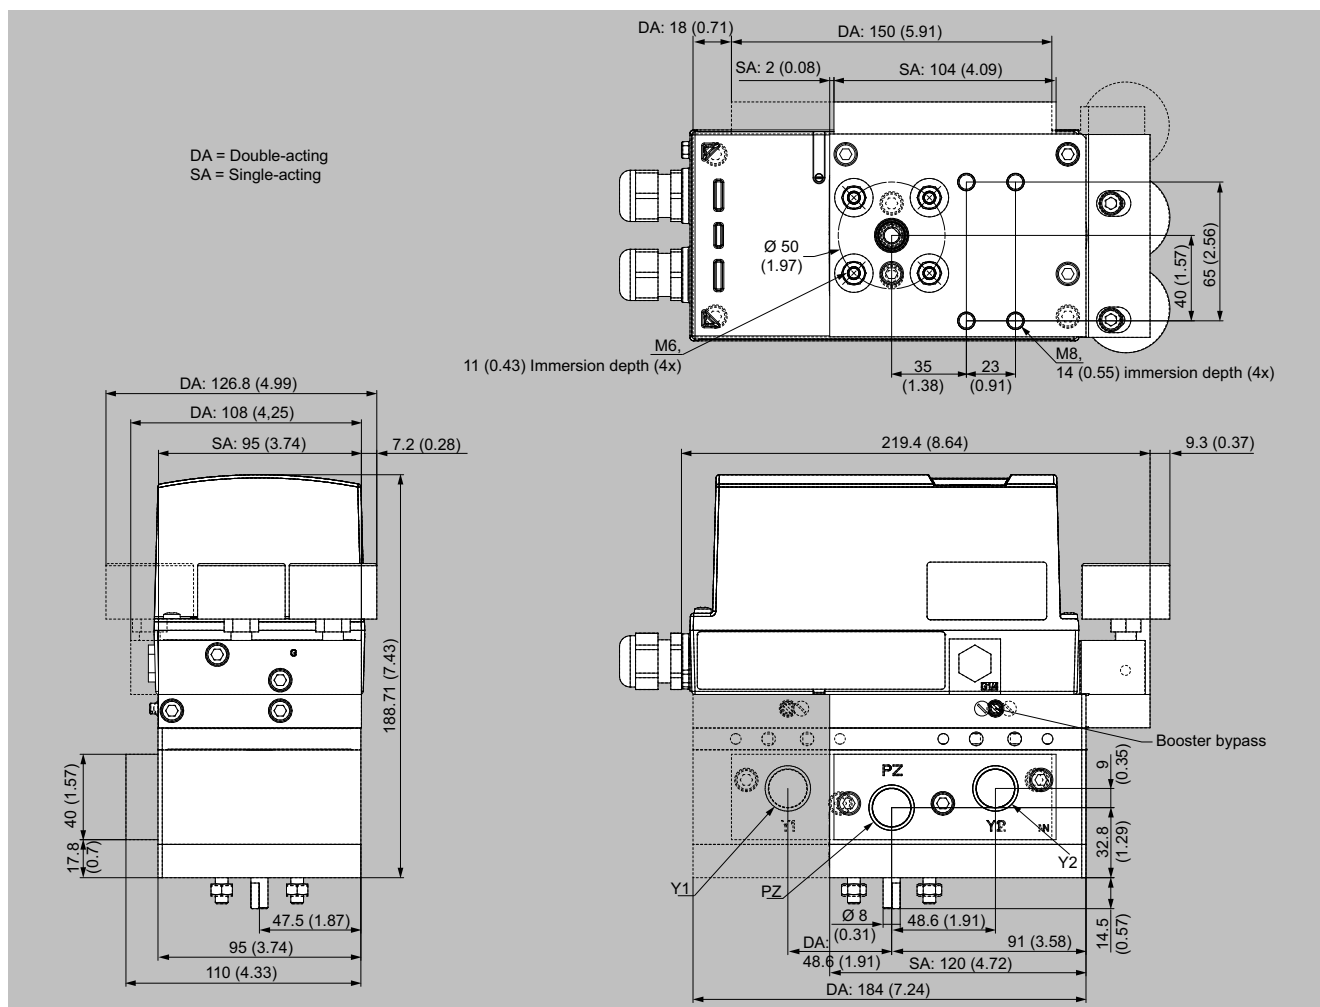 DA: 18 (0.71)
DA: 150 (5.91)
SA: 2 (0.08)
SA: 104 (4.09)
DA = Double-acting
SA = Single-acting
Ø 50
(1.97)
40 (1.57)
65 (2.56)
M6,
11 (0.43) Immersion depth (4x)
35
(1.38)
23
(0.91)
M8,
14 (0.55) immersion depth (4x)
DA: 126.8 (4.99)
DA: 108 (4,25)
SA: 95 (3.74)
7.2 (0.28)
219.4 (8.64)
9.3 (0.37)
G
188.71 (7.43)
Booster bypass
40 (1.57)
17.8
(0.7)
PZ
IN
9
(0.35)
32.8
(1.29)
Y1
PZ
Y2
47.5 (1.87)
95 (3.74)
110 (4.33)
Ø 8
(0.31)
48.6 (1.91)
14.5
(0.57)
DA:
48.6 (1.91)
91 (3.58)
SA: 120 (4.72)
DA: 184 (7.24)